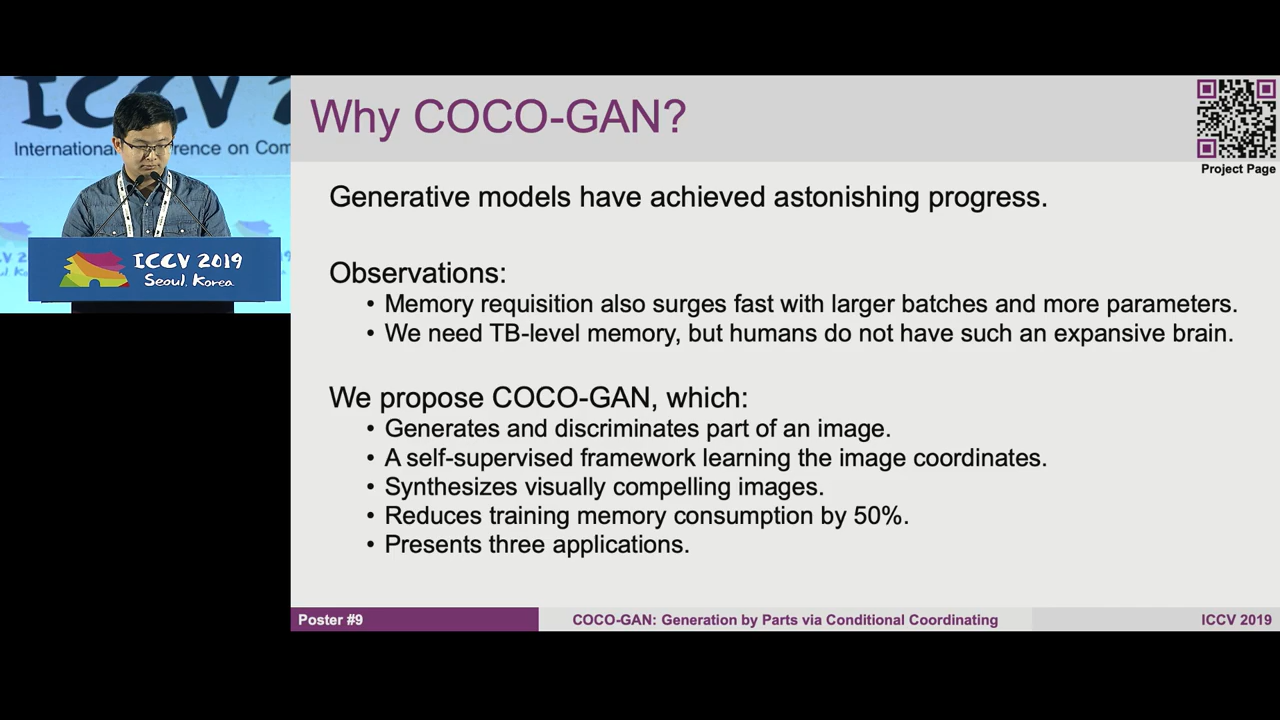 ICCV 2
International
rence on Com
ICCV 2019
Seoul, Korea
Why COCO-GAN?
Project Page
Generative models have achieved astonishing progress.
Observations:
• Memory requisition also surges fast with larger batches and more parameters.
• We need TB-level memory, but humans do not have such an expansive brain.
We propose COCO-GAN, which:
• Generates and discriminates part of an image.
• A self-supervised framework learning the image coordinates.
• Synthesizes visually compelling images.
• Reduces training memory consumption by 50%.
• Presents three applications.
Poster #9
COCO-GAN: Generation by Parts via Conditional Coordinating
ICCV 2019